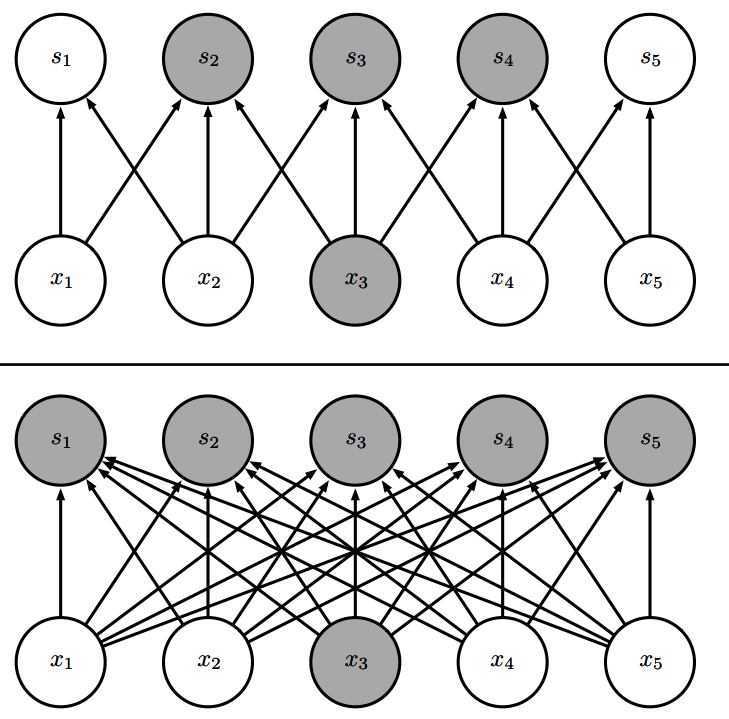 s₁ s₂ s₃ s₄ s₅
x₁ x₂ x₃ x₄ x₅
s₁ s₂ s₃ s₄ s₅
x₁ x₂ x₃ x₄ x₅